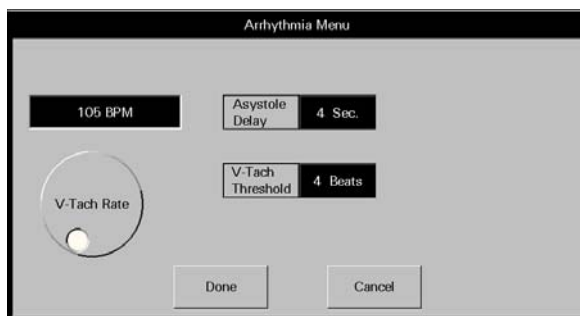 Arrhythmia Menu
105 BPM
Asystole
Delay
4 Sec.
V-Tach
Threshold
4 Beats
V-Tach Rate
Done
Cancel